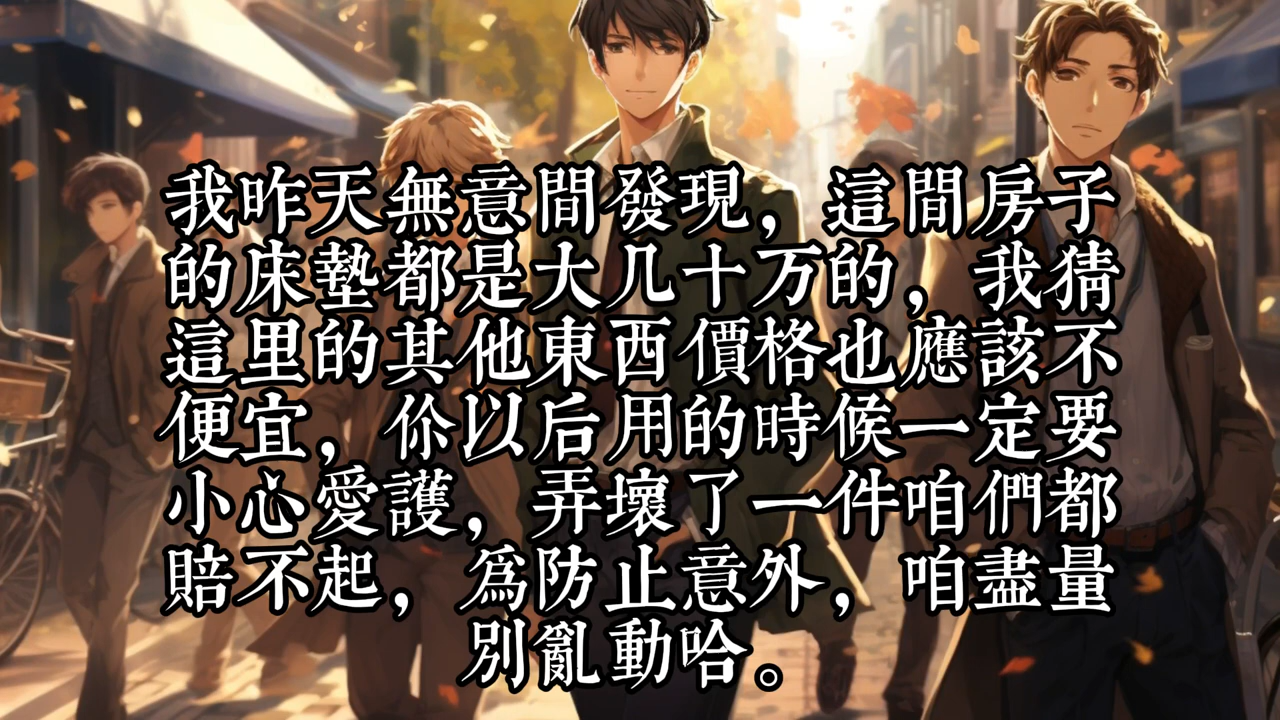 我昨天無意間發現，這間房子
的床墊都是大几十万的，我猜
這里的其他東西價格也應該不
便宜，伱以后用的時候一定要
小心愛護，弄壞了一件咱們都
賠不起，爲防止意外，咱盡量
別亂動哈。